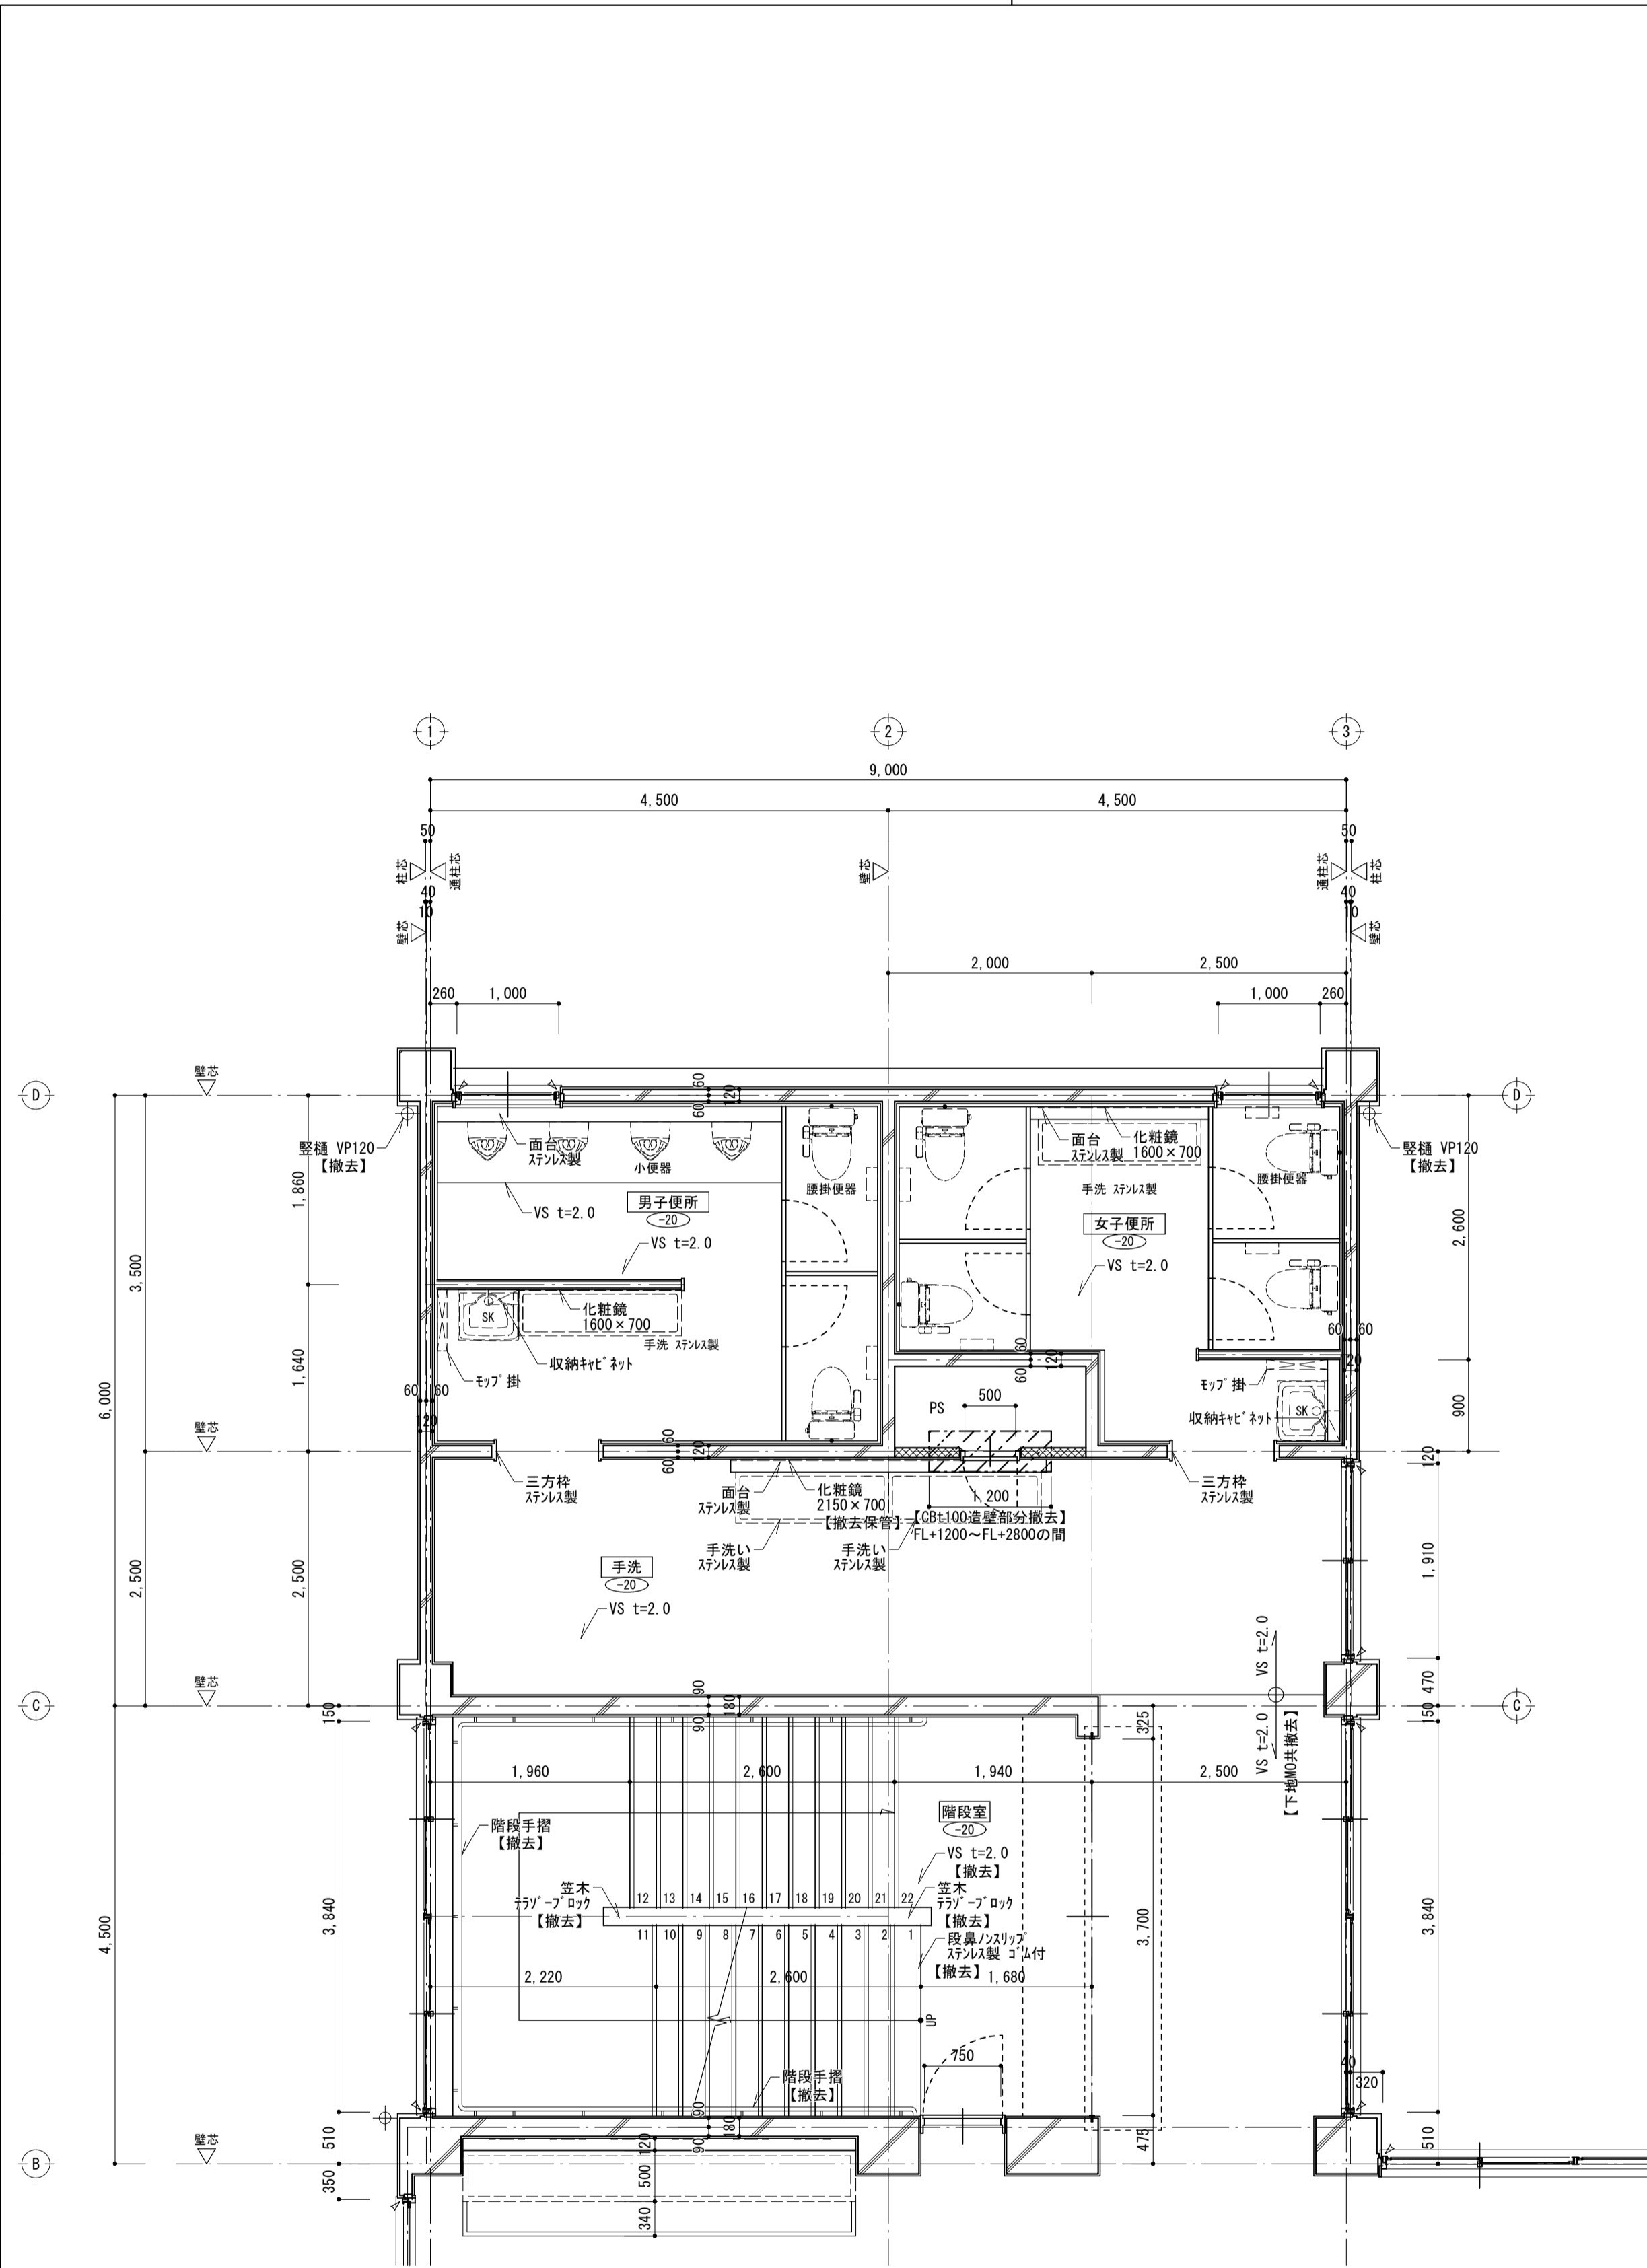 1
2
3
9,000
4,500
4,500
50
50
柱芯
通柱芯
壁芯
通柱芯
柱芯
40
10
壁芯
40
10
壁芯
2,000
2,500
260
1,000
1,000
260
壁芯
D
D
60
120
60
竪樋 VP120
【撤去】
面台
ステンレス製
小便器
腰掛便器
面台
ステンレス製
化粧鏡
1600×700
手洗 ステンレス製
腰掛便器
竪樋 VP120
【撤去】
1,860
VS t=2.0
男子便所
-20
VS t=2.0
女子便所
-20
VS t=2.0
2,600
3,500
SK
化粧鏡
1600×700
手洗 ステンレス製
収納キャビネット
モップ掛
1,640
60
60
120
60
120
60
60
60
120
6,000
PS
500
モップ掛
収納キャビネット
SK
900
壁芯
60
120
60
120
三方枠
ステンレス製
面台
ステンレス製
化粧鏡
2150×700
【撤去保管】
1,200
【CBt100造壁部分撤去】
FL+1200～FL+2800の間
三方枠
ステンレス製
手洗い
ステンレス製
手洗い
ステンレス製
手洗
-20
VS t=2.0
2,500
2,500
1,910
VS t=2.0
VS t=2.0
【下地MO共撤去】
470
壁芯
C
C
150
90
180
90
325
150
1,960
2,600
1,940
2,500
階段手摺
【撤去】
階段室
-20
VS t=2.0
【撤去】
笠木
テラゾーブロック
【撤去】
12
13
14
15
16
17
18
19
20
21
22
笠木
テラゾーブロック
【撤去】
11
10
9
8
7
6
5
4
3
2
1
段鼻ノンスリップ
ステンレス製 ゴム付
【撤去】
3,840
4,500
3,700
3,840
2,220
2,600
1,680
UP
750
40
320
階段手摺
【撤去】
90
180
90
120
510
475
510
壁芯
B
350
500
340